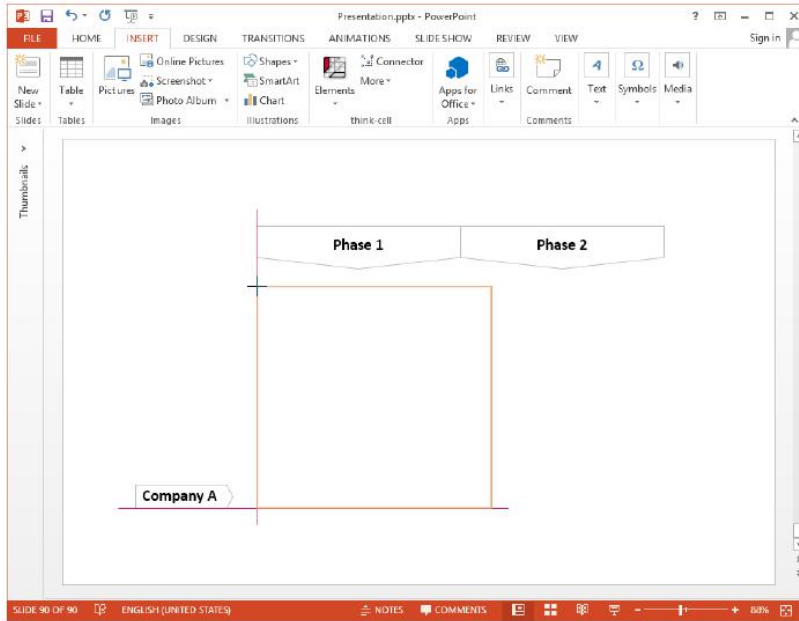 Presentation.pptx - PowerPoint
?
FILE HOME INSERT DESIGN TRANSITIONS ANIMATIONS SLIDE SHOW REVIEW VIEW Sign in
New Slide
Table
Pictures
Online Pictures
Screenshot
Photo Album
Shapes
SmartArt
Chart
Elements
Connector
More
Apps for Office
Links
Comment
A
Text
Ω
Symbols
Media
Slides Tables Images Illustrations think-cell Apps Comments
Thumbnails
Phase 1 Phase 2
Company A
SLIDE 90 OF 90 ENGLISH (UNITED STATES) NOTES COMMENTS 88%